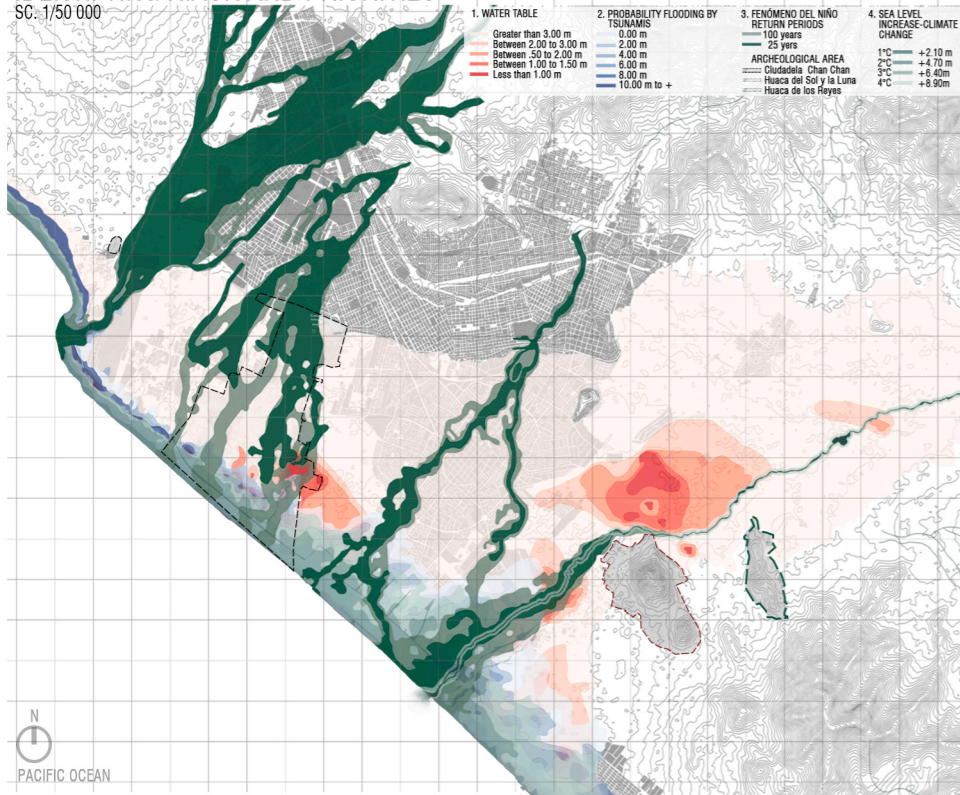 SC. 1/50 000
1. WATER TABLE
Greater than 3.00 m
Between 2.00 to 3.00 m
Between .50 to 2.00 m
Between 1.00 to 1.50 m
Less than 1.00 m
2. PROBABILITY FLOODING BY
TSUNAMIS
0.00 m
2.00 m
4.00 m
6.00 m
8.00 m
10.00 m to +
3. FENÓMENO DEL NIÑO
RETURN PERIODS
100 years
25 yers
ARCHEOLOGICAL AREA
Ciudadela Chan Chan
Huaca del Sol y la Luna
Huaca de los Reyes
4. SEA LEVEL
INCREASE-CLIMATE
CHANGE
1°C +2.10 m
2°C +4.70 m
3°C +6.40m
4°C +8.90m
N
PACIFIC OCEAN